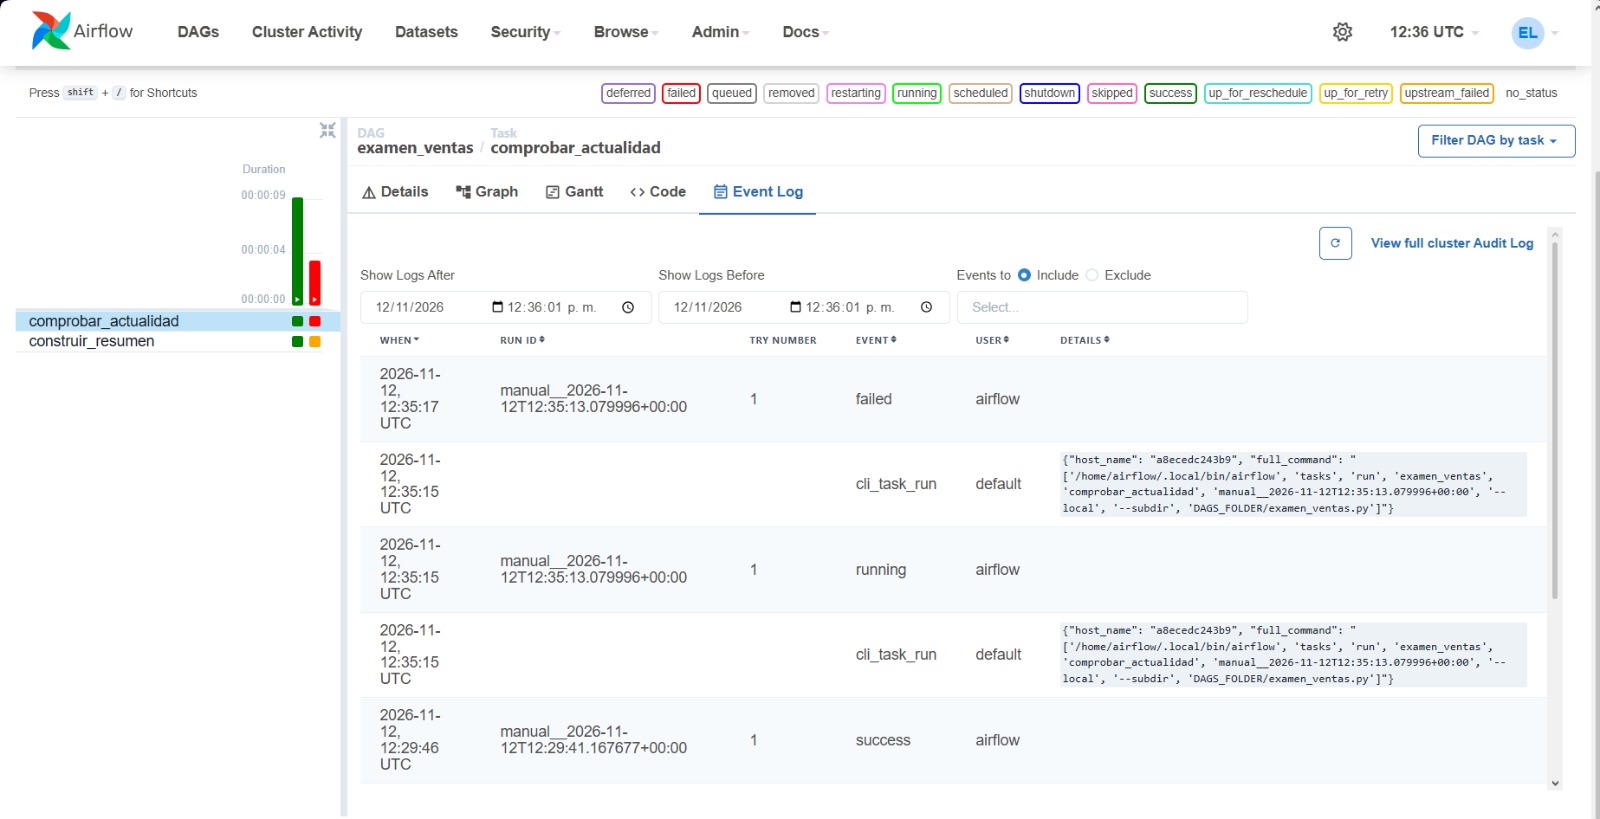 Airflow DAGs Cluster Activity Datasets Security Browse Admin Docs 12:36 UTC EL
Press shift + / for Shortcuts
deferred failed queued removed restarting running scheduled shutdown skipped success up_for_reschedule up_for_retry upstream_failed no_status
Duration
00:00:09
00:00:04
00:00:00
comprobar_actualidad
construir_resumen
DAG Task
examen_ventas / comprobar_actualidad
Filter DAG by task
Details Graph Gantt Code Event Log
View full cluster Audit Log
Show Logs After Show Logs Before Events to Include Exclude
12/11/2026 12:36:01 p. m. 12/11/2026 12:36:01 p. m. Select...
WHEN RUN ID TRY NUMBER EVENT USER DETAILS
2026-11-
12,
12:35:17
UTC
manual__2026-11-
12T12:35:13.079996+00:00
1
failed
airflow
2026-11-
12,
12:35:15
UTC
cli_task_run
default
{"host_name": "a8ecedc243b9", "full_command": "
['/home/airflow/.local/bin/airflow', 'tasks', 'run', 'examen_ventas',
'comprobar_actualidad', 'manual__2026-11-12T12:35:13.079996+00:00', '--
local', '--subdir', 'DAGS_FOLDER/examen_ventas.py']"}
2026-11-
12,
12:35:15
UTC
manual__2026-11-
12T12:35:13.079996+00:00
1
running
airflow
2026-11-
12,
12:35:15
UTC
cli_task_run
default
{"host_name": "a8ecedc243b9", "full_command": "
['/home/airflow/.local/bin/airflow', 'tasks', 'run', 'examen_ventas',
'comprobar_actualidad', 'manual__2026-11-12T12:35:13.079996+00:00', '--
local', '--subdir', 'DAGS_FOLDER/examen_ventas.py']"}
2026-11-
12,
12:29:46
UTC
manual__2026-11-
12T12:29:41.167677+00:00
1
success
airflow